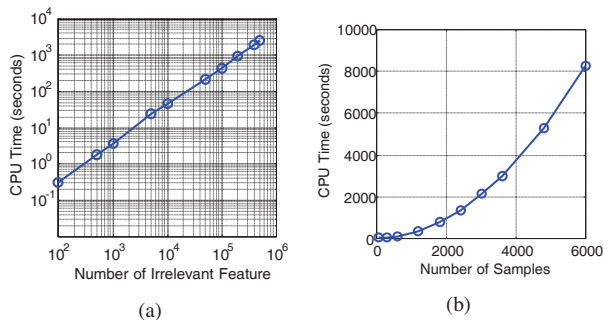 10^4
10^3
10^2
10^1
10^0
10^-1
CPU Time (seconds)
10^2 10^3 10^4 10^5 10^6
Number of Irrelevant Feature
(a)
10000
8000
6000
4000
2000
0
CPU Time (seconds)
0 2000 4000 6000
Number of Samples
(b)